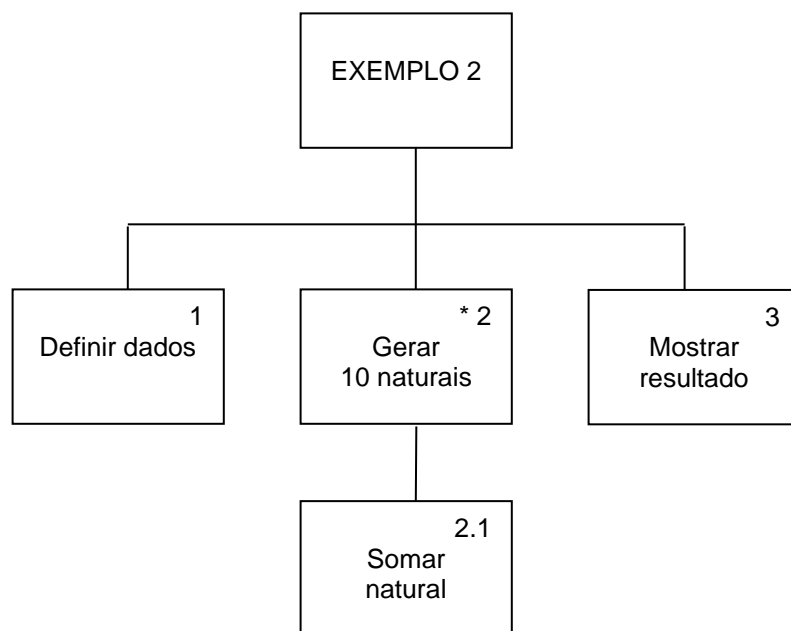 EXEMPLO 2
1
Definir dados
* 2
Gerar
10 naturais
3
Mostrar
resultado
2.1
Somar
natural